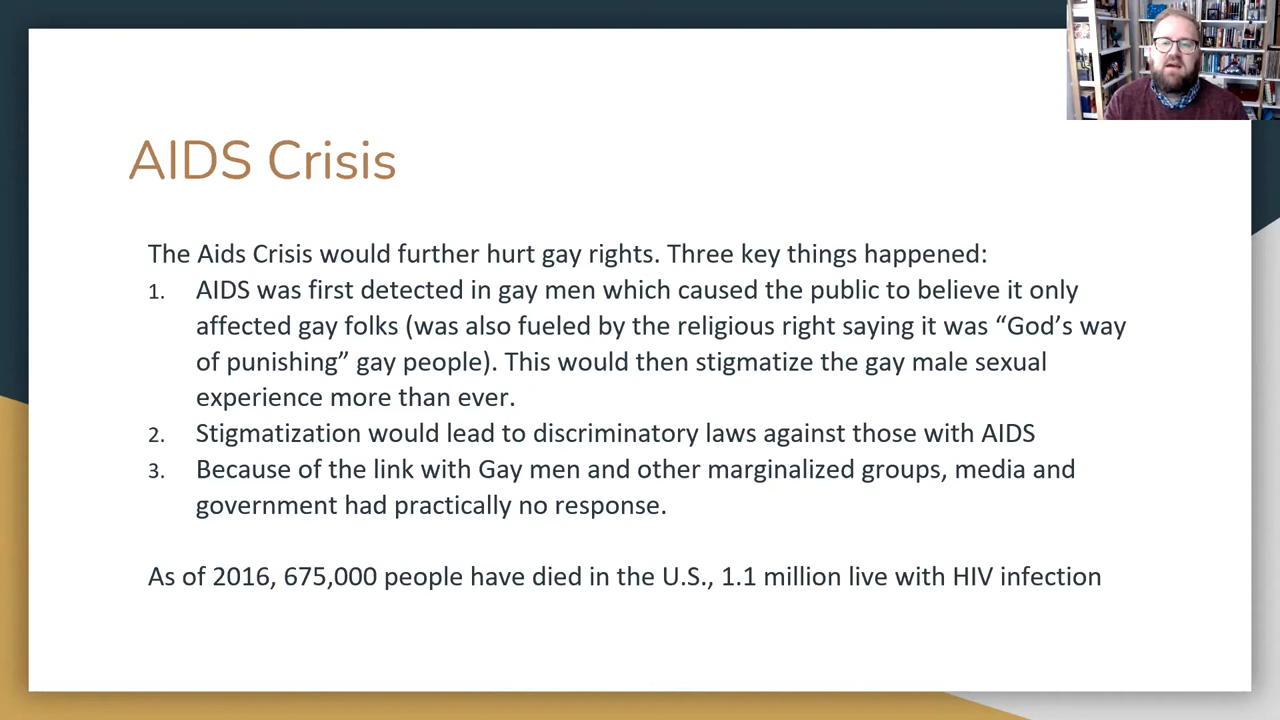 AIDS Crisis
The Aids Crisis would further hurt gay rights. Three key things happened:
1. AIDS was first detected in gay men which caused the public to believe it only
affected gay folks (was also fueled by the religious right saying it was “God’s way
of punishing” gay people). This would then stigmatize the gay male sexual
experience more than ever.
2. Stigmatization would lead to discriminatory laws against those with AIDS
3. Because of the link with Gay men and other marginalized groups, media and
government had practically no response.
As of 2016, 675,000 people have died in the U.S., 1.1 million live with HIV infection